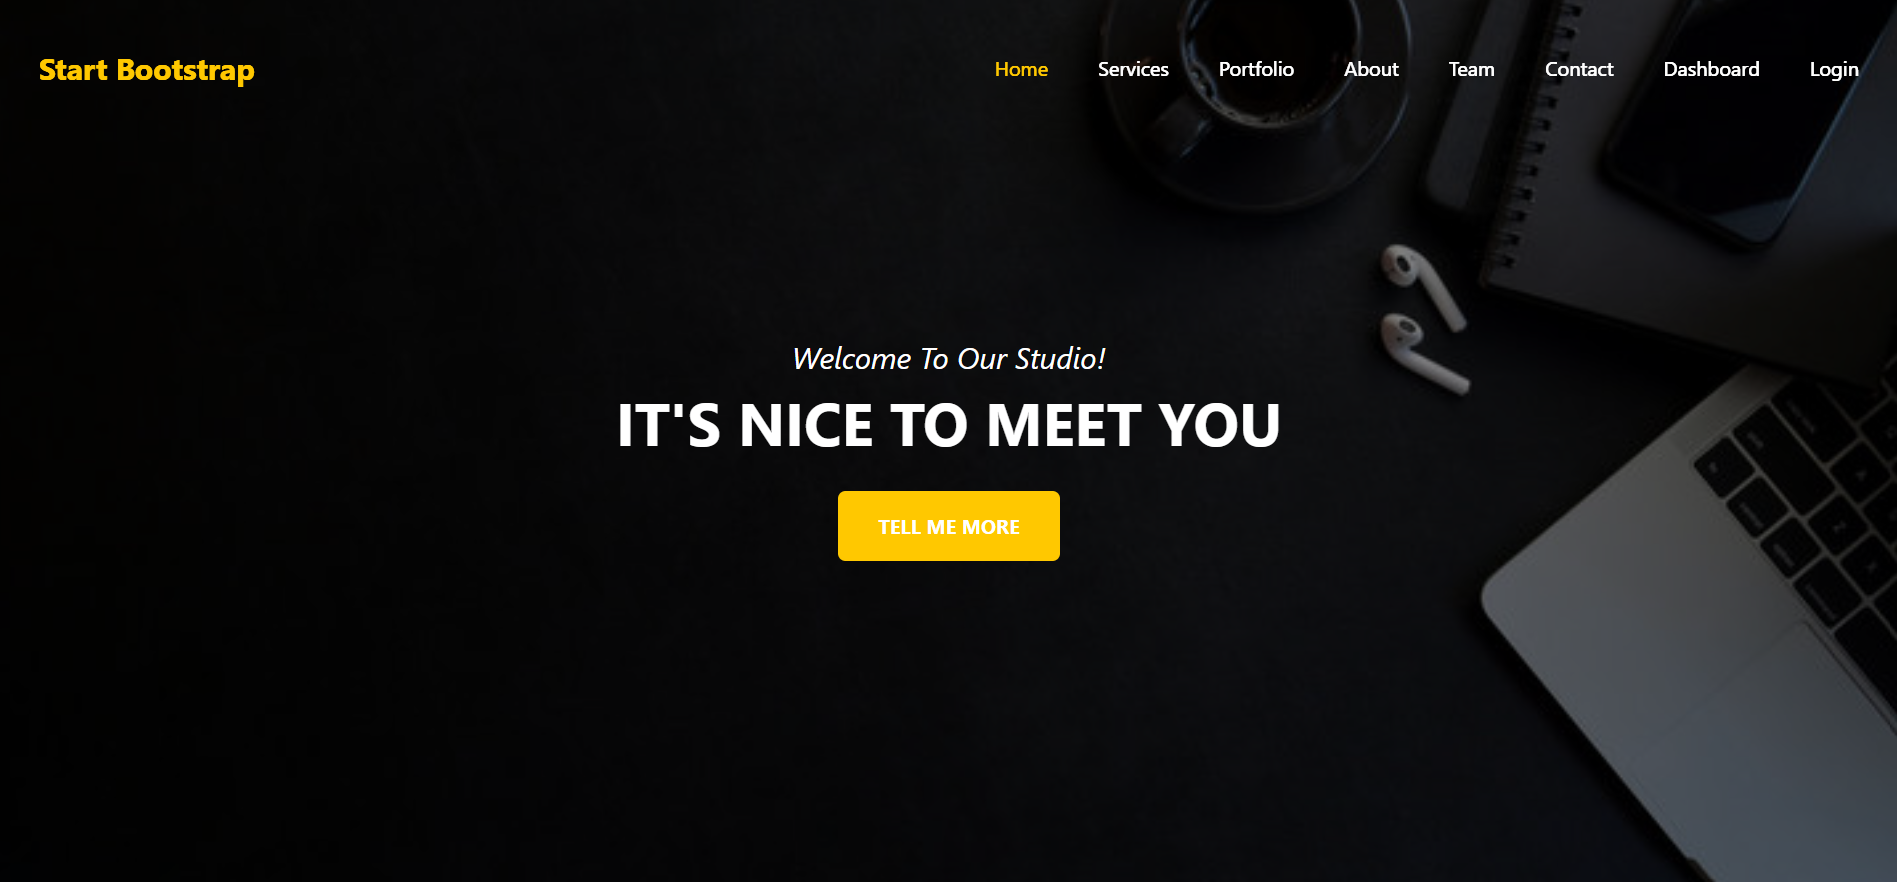 Start Bootstrap
Home Services Portfolio About Team Contact Dashboard Login
Welcome To Our Studio!
IT'S NICE TO MEET YOU
TELL ME MORE